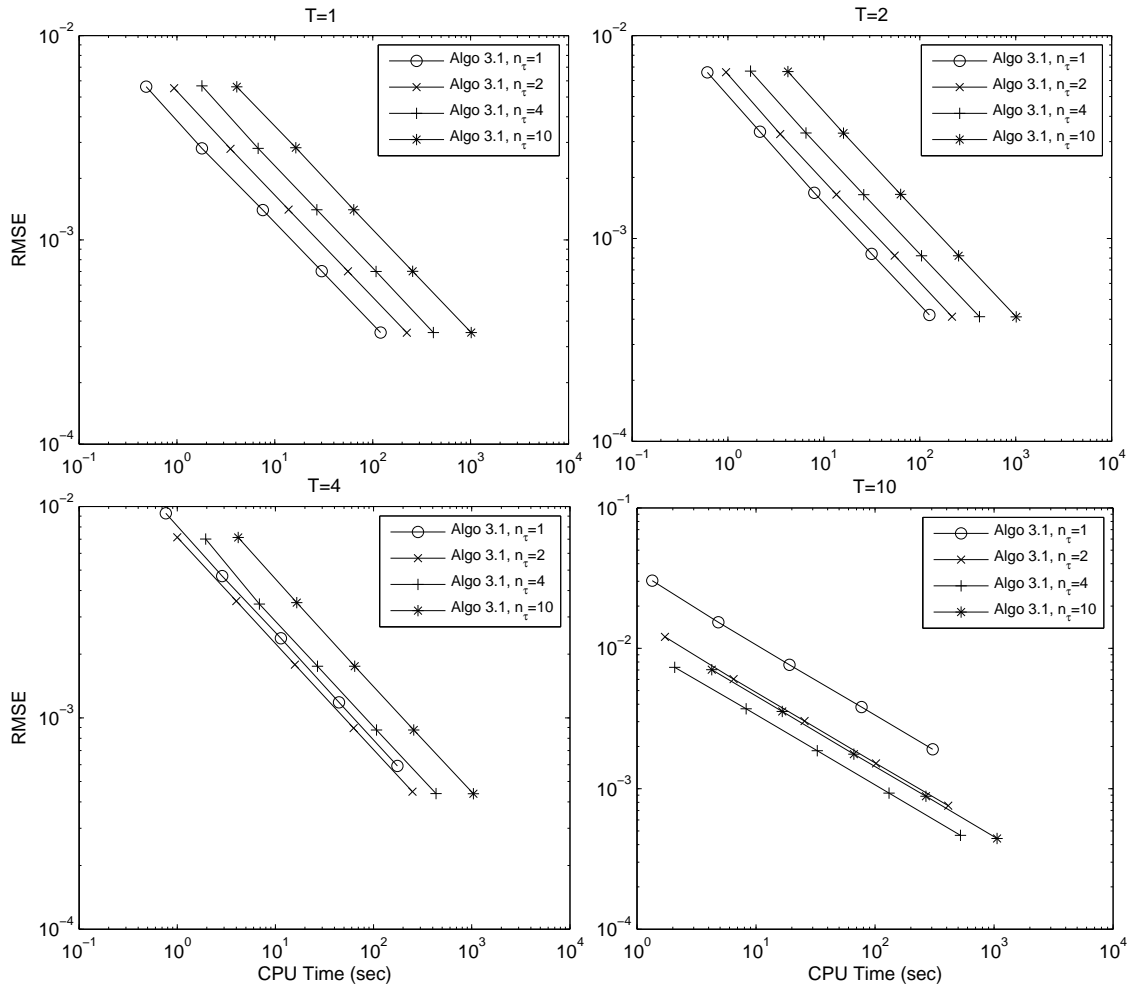 T=1
10^-2
10^-3
10^-4
RMSE
10^-1 10^0 10^1 10^2 10^3 10^4
Algo 3.1, n_τ=1
Algo 3.1, n_τ=2
Algo 3.1, n_τ=4
Algo 3.1, n_τ=10
T=2
10^-2
10^-3
10^-4
10^-1 10^0 10^1 10^2 10^3 10^4
Algo 3.1, n_τ=1
Algo 3.1, n_τ=2
Algo 3.1, n_τ=4
Algo 3.1, n_τ=10
T=4
10^-2
10^-3
10^-4
RMSE
10^-1 10^0 10^1 10^2 10^3 10^4
CPU Time (sec)
Algo 3.1, n_τ=1
Algo 3.1, n_τ=2
Algo 3.1, n_τ=4
Algo 3.1, n_τ=10
T=10
10^-1
10^-2
10^-3
10^-4
10^0 10^1 10^2 10^3 10^4
CPU Time (sec)
Algo 3.1, n_τ=1
Algo 3.1, n_τ=2
Algo 3.1, n_τ=4
Algo 3.1, n_τ=10